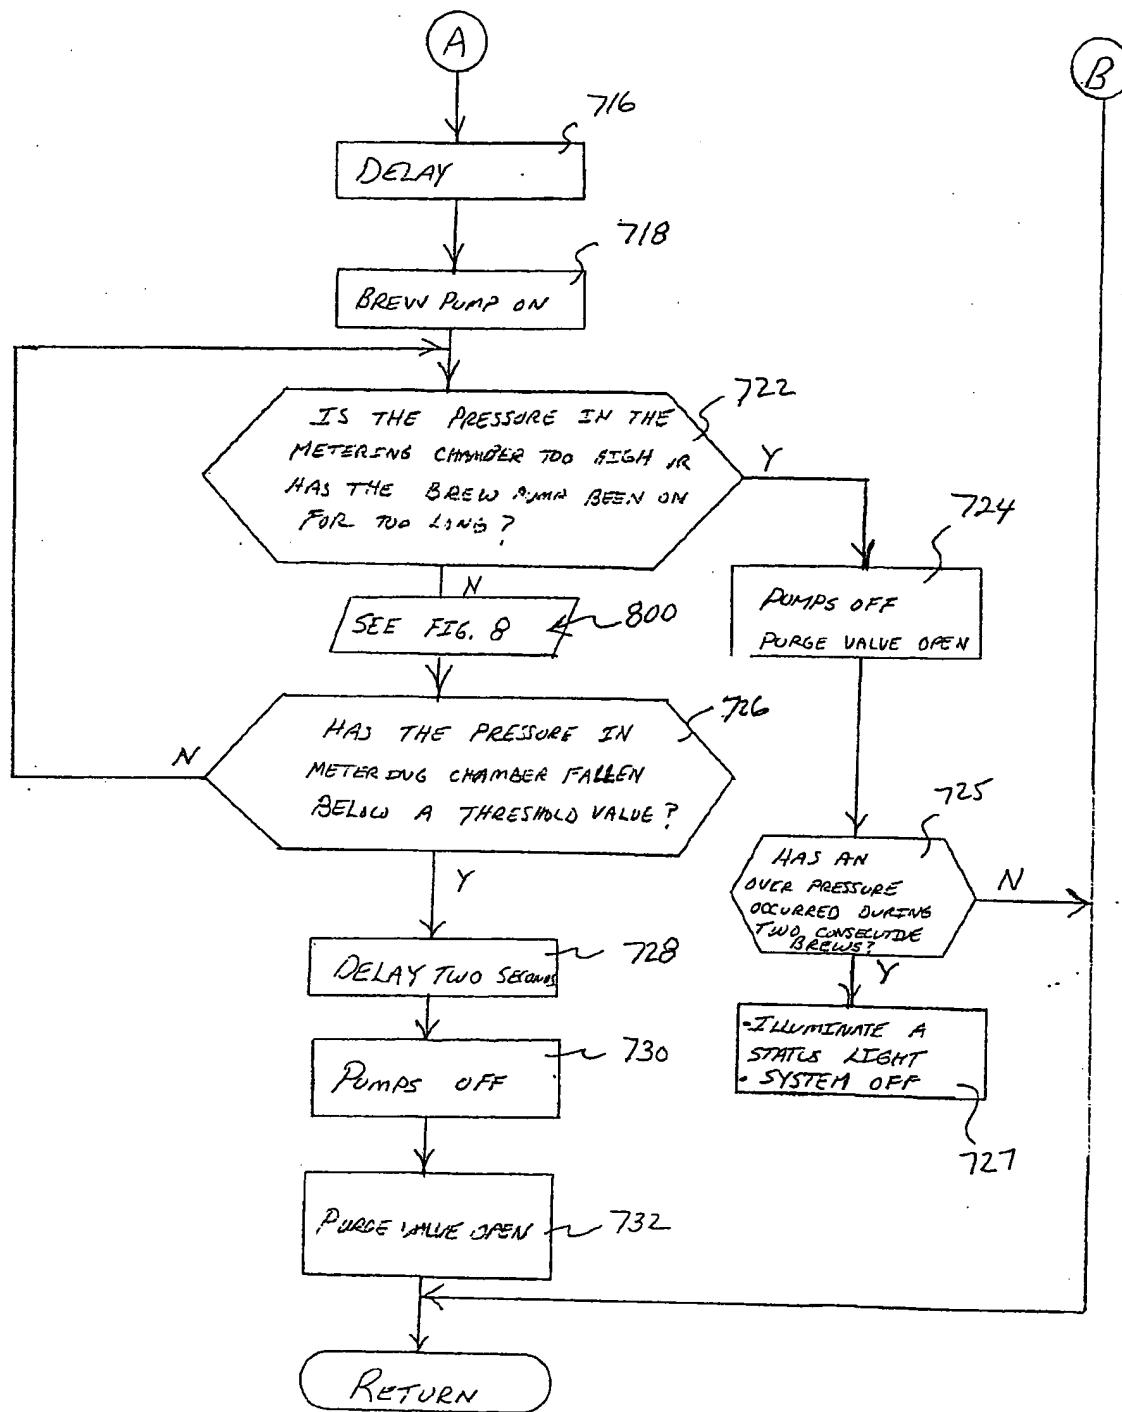 A
B
716
DELAY
718
BREW PUMP ON
722
IS THE PRESSURE IN THE
METERING CHAMBER TOO HIGH OR
HAS THE BREW PUMP BEEN ON
FOR TOO LONG?
Y
N
724
PUMPS OFF
PURGE VALUE OPEN
SEE FIG. 8
800
726
HAS THE PRESSURE IN
METERING CHAMBER FALLEN
BELOW A THRESHOLD VALUE?
N
Y
725
HAS AN
OVER PRESSURE
OCCURRED DURING
TWO CONSECUTIVE
BREWS?
N
Y
728
DELAY TWO SECONDS
727
•ILLUMINATE A
STATUS LIGHT
• SYSTEM OFF
730
PUMPS OFF
732
PURGE VALUE OPEN
RETURN